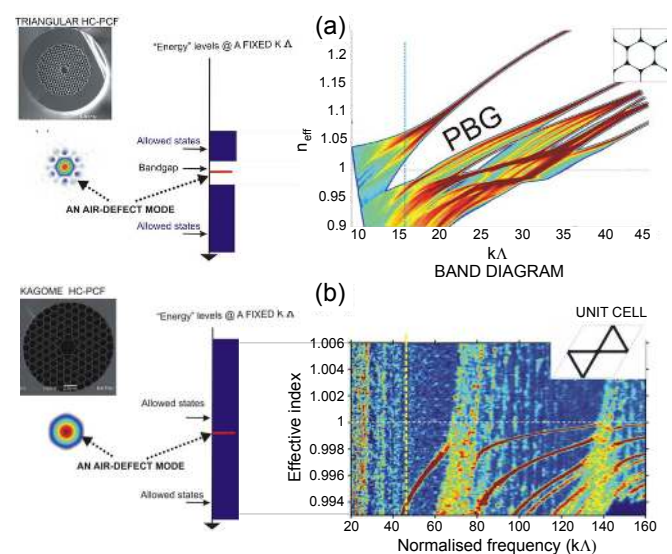 (a)
TRIANGULAR HC-PCF
"Energy" levels @ A FIXED K Λ
Allowed states
Bandgap
AN AIR-DEFECT MODE
Allowed states
PBG
n eff
1.2
1.15
1.1
1.05
1
0.95
0.9
10 15 20 25 30 35 40 45
kΛ
BAND DIAGRAM
(b)
KAGOME HC-PCF
"Energy" levels @ A FIXED K Λ
Allowed states
AN AIR-DEFECT MODE
Allowed states
UNIT CELL
Effective index
1.006
1.004
1.002
1.000
1
0.998
0.996
0.994
20 40 60 80 100 120 140 160
Normalised frequency (kΛ)